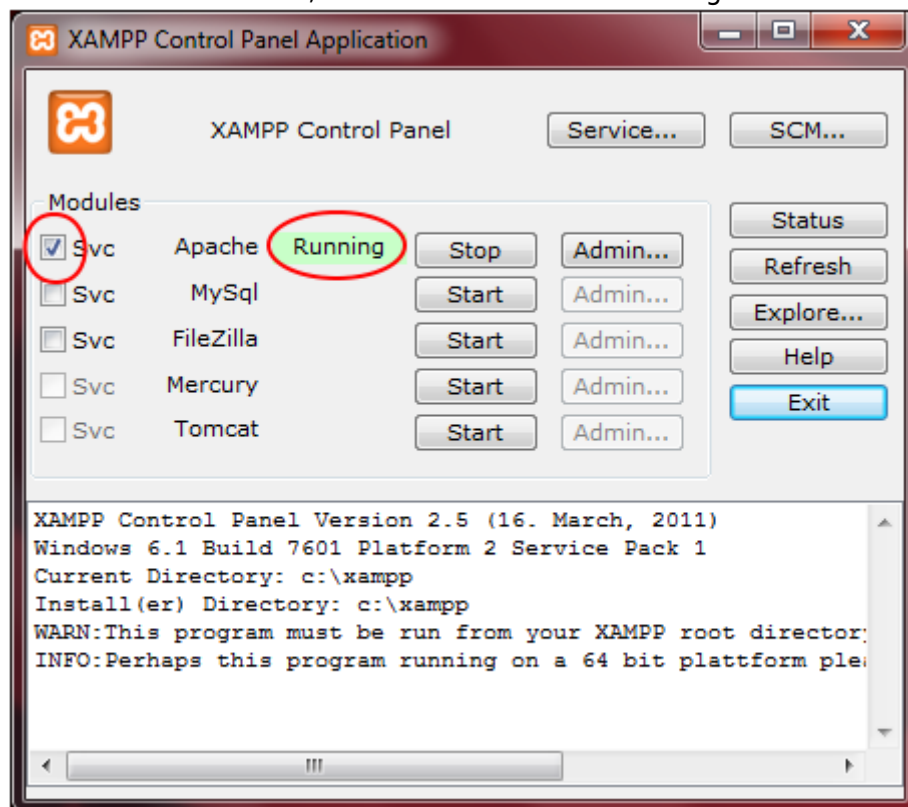 XAMPP Control Panel Application
XAMPP Control Panel Service... SCM...
Modules
Svc Apache Running Stop Admin...
Svc MySql Start Admin...
Svc FileZilla Start Admin...
Svc Mercury Start Admin...
Svc Tomcat Start Admin...
Status
Refresh
Explore...
Help
Exit
XAMPP Control Panel Version 2.5 (16. March, 2011)
Windows 6.1 Build 7601 Platform 2 Service Pack 1
Current Directory: c:\xampp
Install(er) Directory: c:\xampp
WARN:This program must be run from your XAMPP root director
INFO:Perhaps this program running on a 64 bit plattform